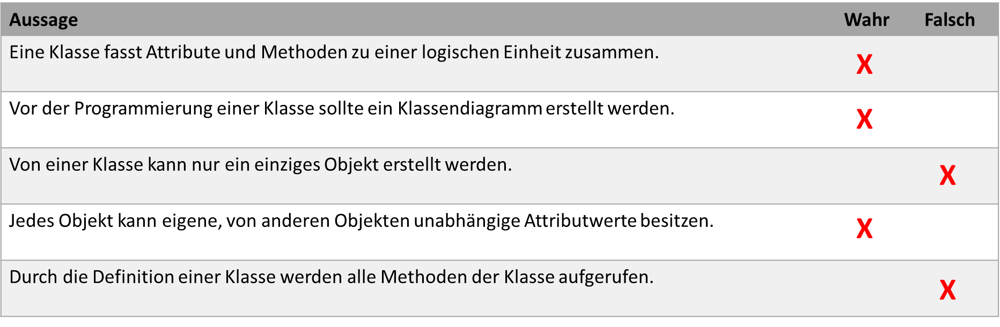 Aussage Wahr Falsch
Eine Klasse fasst Attribute und Methoden zu einer logischen Einheit zusammen. X
Vor der Programmierung einer Klasse sollte ein Klassendiagramm erstellt werden. X
Von einer Klasse kann nur ein einziges Objekt erstellt werden. X
Jedes Objekt kann eigene, von anderen Objekten unabhängige Attributwerte besitzen. X
Durch die Definition einer Klasse werden alle Methoden der Klasse aufgerufen. X